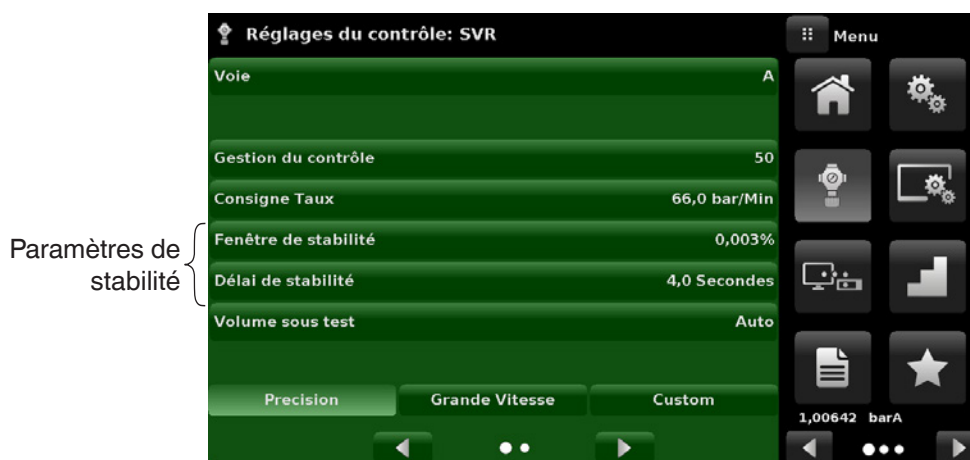 Réglages du contrôle: SVR
Menu
Voie A
Gestion du contrôle 50
Consigne Taux 66,0 bar/Min
Paramètres de stabilité
Fenêtre de stabilité 0,003%
Délai de stabilité 4,0 Secondes
Volume sous test Auto
Precision Grande Vitesse Custom
1,00642 barA